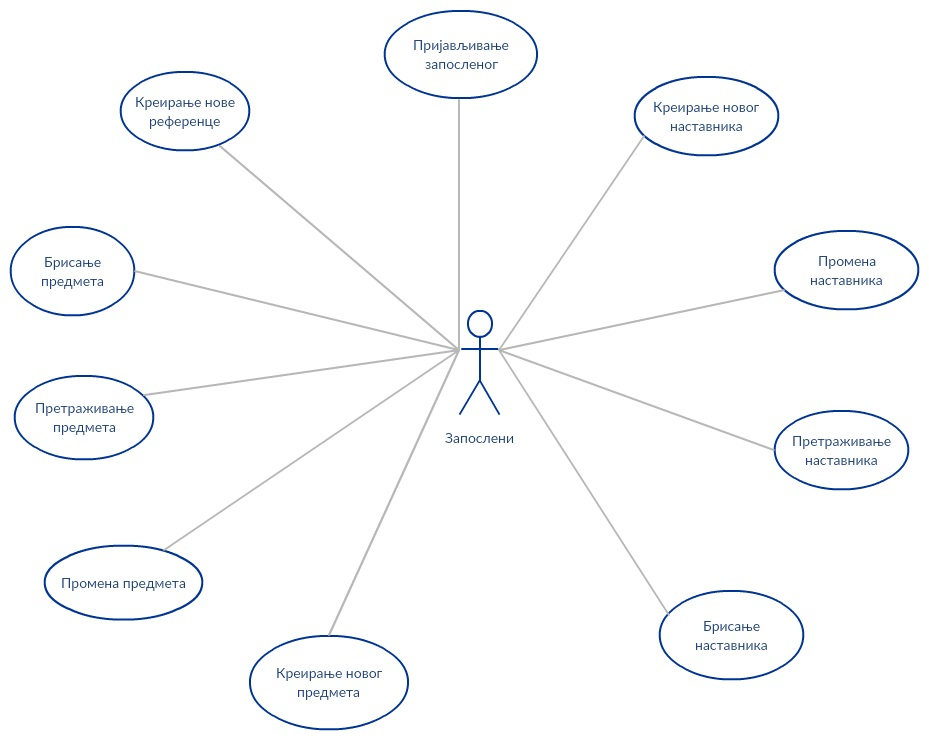 Пријављивање
запосленог
Креирање нове
референце
Креирање новог
наставника
Брисање
предмета
Промена
наставника
Претраживање
предмета
Запослени
Претраживање
наставника
Промена предмета
Брисање
наставника
Креирање новог
предмета